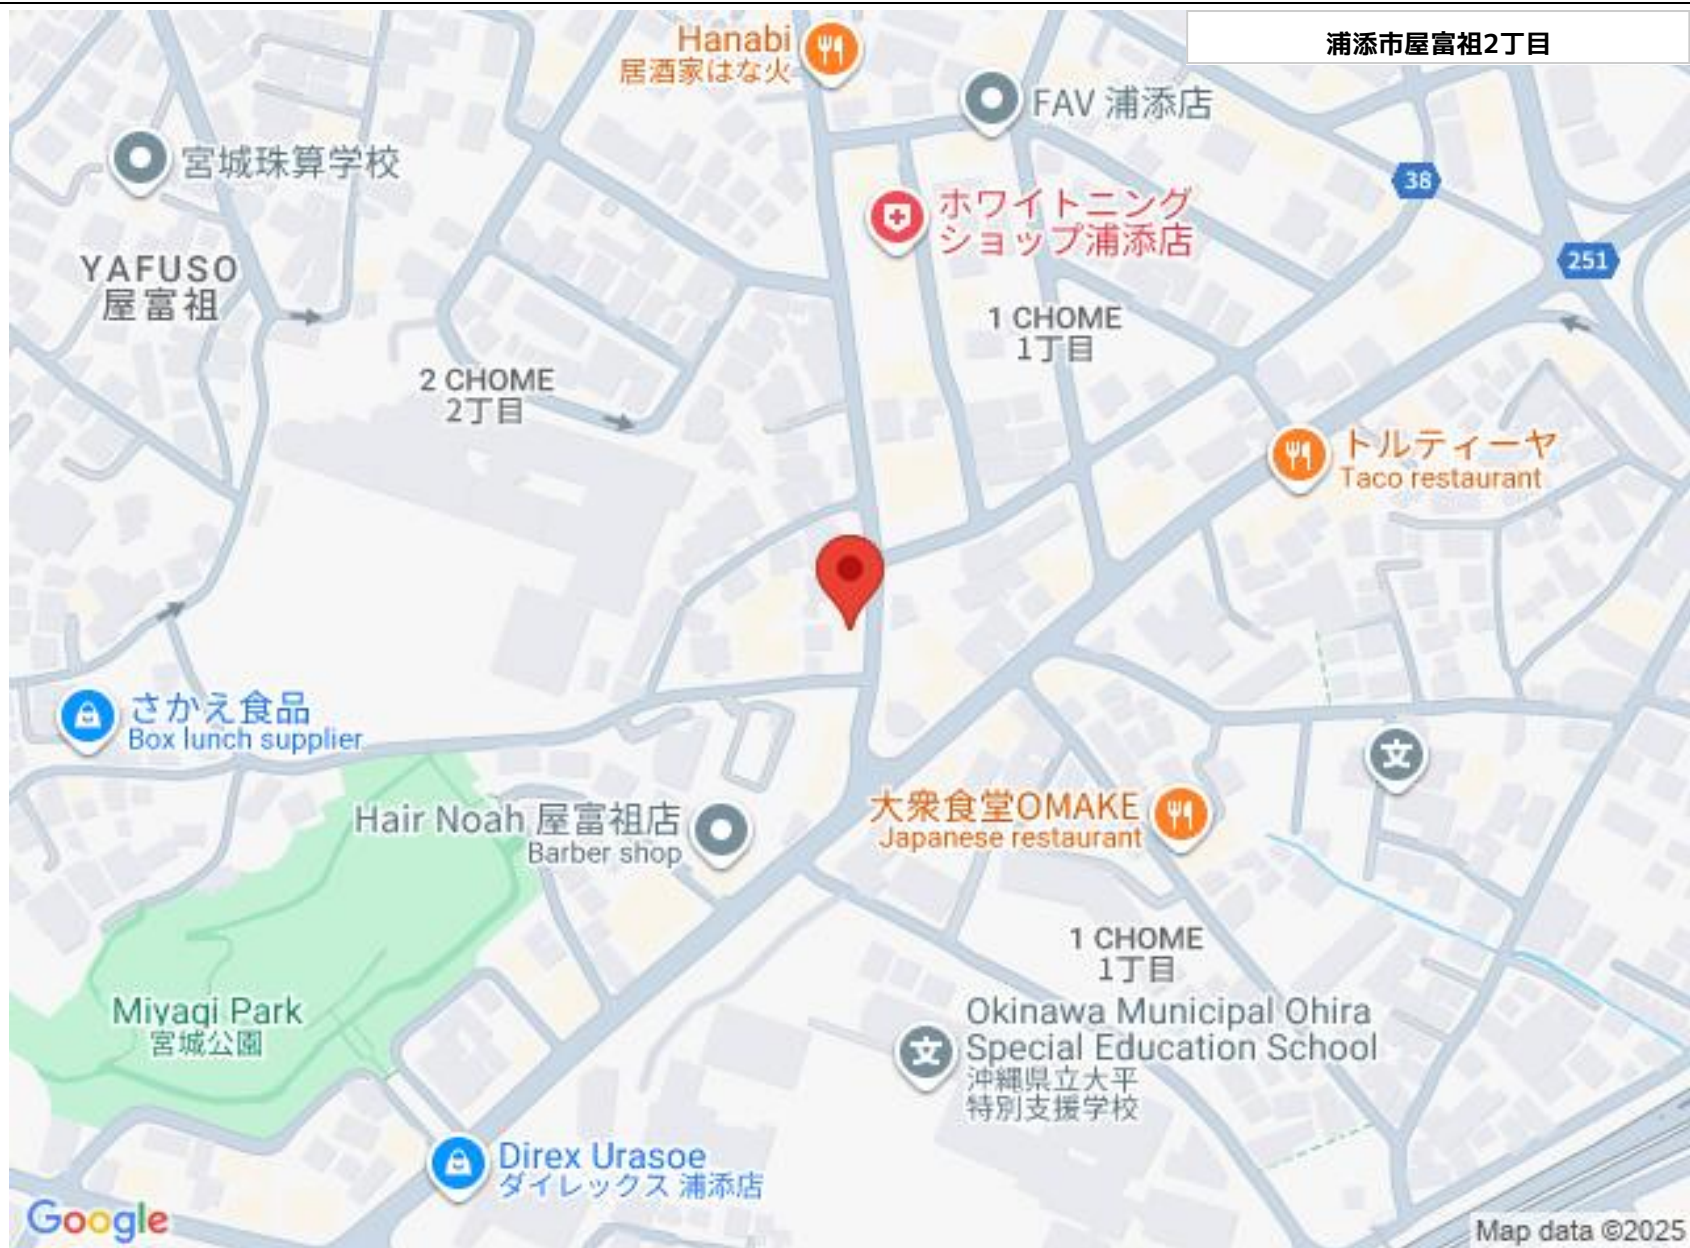 浦添市屋富祖2丁目
Hanabi
居酒家はな火
FAV 浦添店
宮城珠算学校
38
ホワイトニング
ショップ浦添店
251
YAFUSO
屋富祖
1 CHOME
1丁目
2 CHOME
2丁目
トルティーヤ
Taco restaurant
さかえ食品
Box lunch supplier
文
Hair Noah 屋富祖店
Barber shop
大衆食堂OMAKE
Japanese restaurant
1 CHOME
1丁目
Miyagi Park
宮城公園
文
Okinawa Municipal Ohira
Special Education School
沖縄県立大平
特別支援学校
Direx Urasoe
ダイレックス 浦添店
Google
Map data ©2025